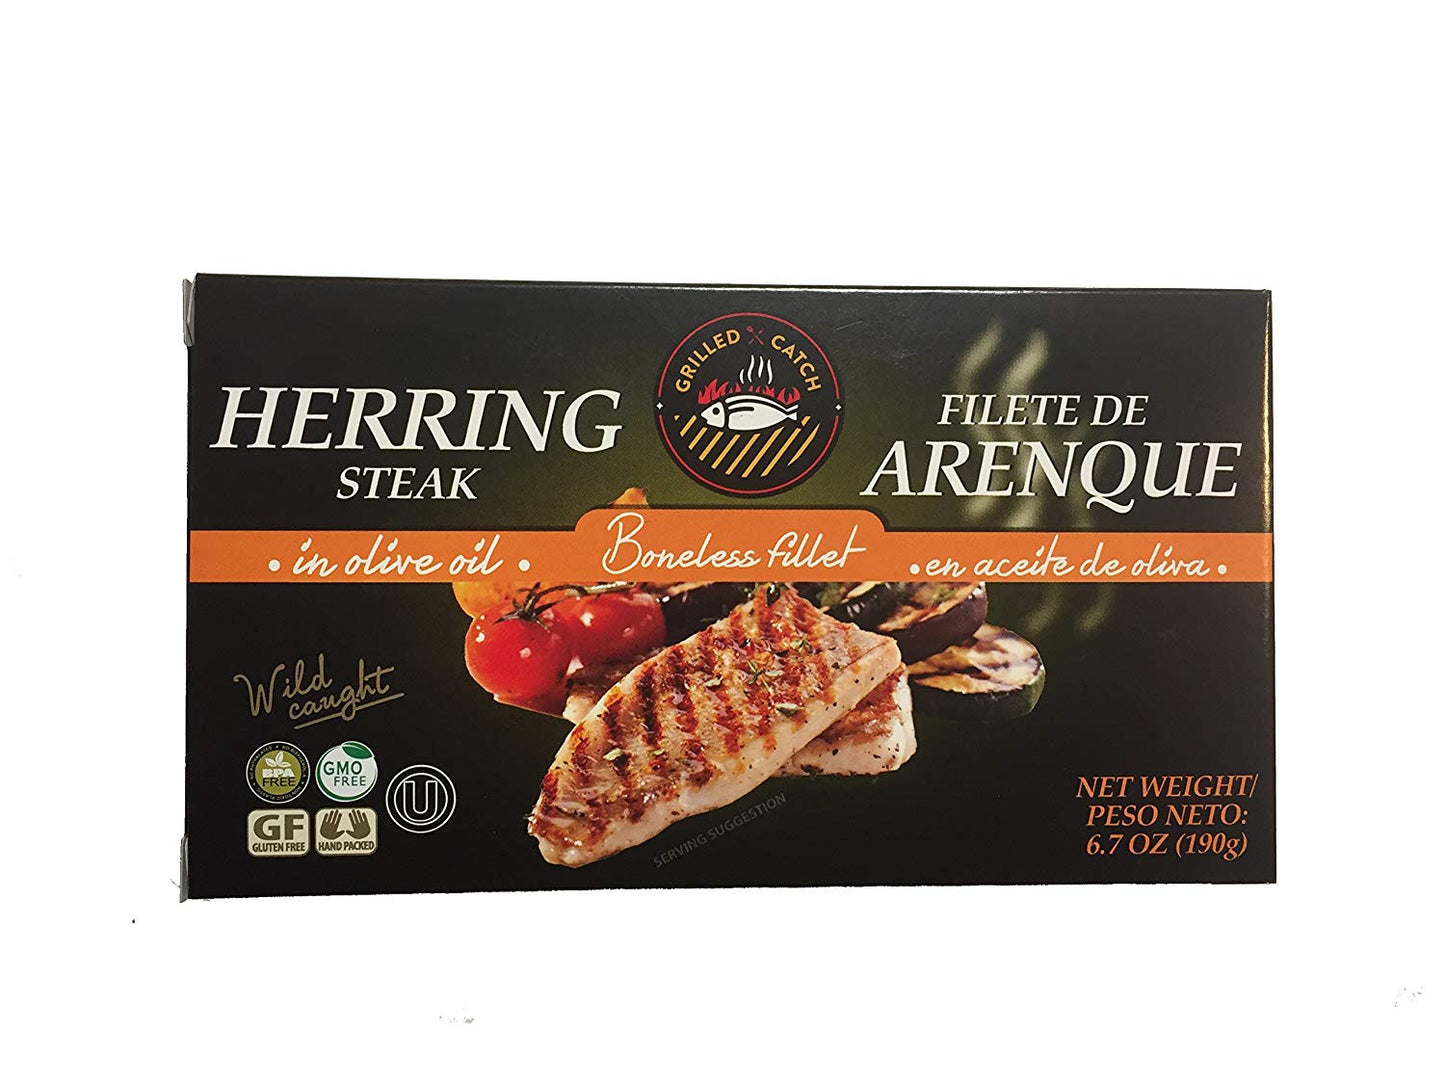 GRILLED CATCH
HERRING
STEAK
FILETE DE
ARENQUE
• in olive oil •
Boneless fillet
• en aceite de oliva •
Wild
caught
BPA
FREE
GMO
FREE
U
GF
GLUTEN FREE
HAND PACKED
SERVING SUGGESTION
NET WEIGHT/
PESO NETO:
6.7 OZ (190g)